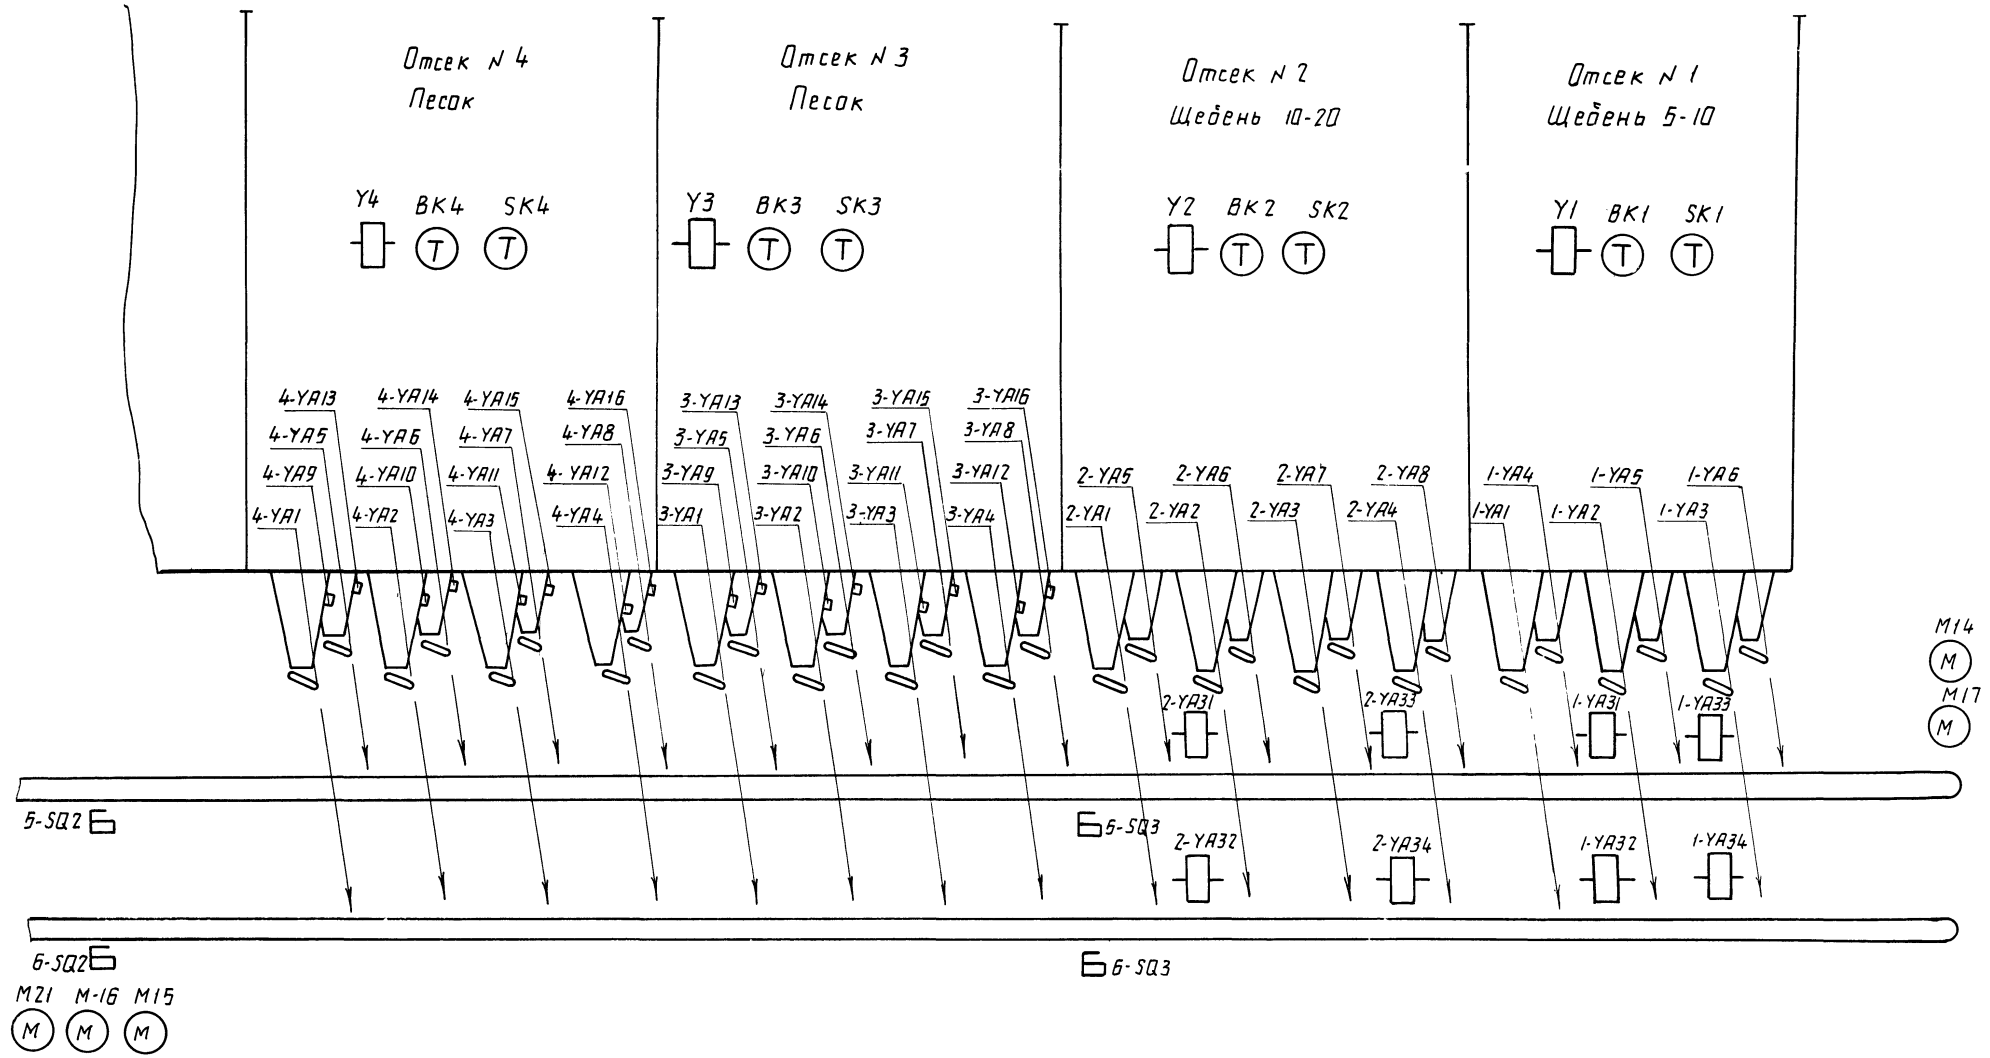 Отсек N 4
Песок
Отсек N 3
Песок
Отсек N 2
Щебень 10-20
Отсек N 1
Щебень 5-10
Y4 BK4 SK4
T T
Y3 BK3 SK3
T T
Y2 BK2 SK2
T T
Y1 BK1 SK1
T T
4-YA13 4-YA14 4-YA15 4-YA16 3-YA13 3-YA14 3-YA15 3-YA16
4-YA5 4-YA6 4-YA7 4-YA8 3-YA5 3-YA6 3-YA7 3-YA8
4-YA9 4-YA10 4-YA11 4-YA12 3-YA9 3-YA10 3-YA11 3-YA12 2-YA5 2-YA6 2-YA7 2-YA8 1-YA4 1-YA5 1-YA6
4-YA1 4-YA2 4-YA3 4-YA4 3-YA1 3-YA2 3-YA3 3-YA4 2-YA1 2-YA2 2-YA3 2-YA4 1-YA1 1-YA2 1-YA3
M14
M
M17
M
2-YA31 2-YA33 1-YA31 1-YA33
5-SQ2 5-SQ3
2-YA32 2-YA34 1-YA32 1-YA34
6-SQ2 6-SQ3
M21 M-16 M15
M M M